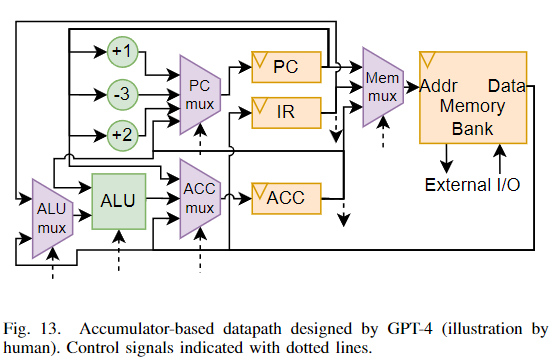 +1
-3
+2
PC
mux
PC
IR
Mem
mux
Addr Data
Memory
Bank
External I/O
ALU
mux
ALU
ACC
mux
ACC
Fig. 13. Accumulator-based datapath designed by GPT-4 (illustration by
human). Control signals indicated with dotted lines.